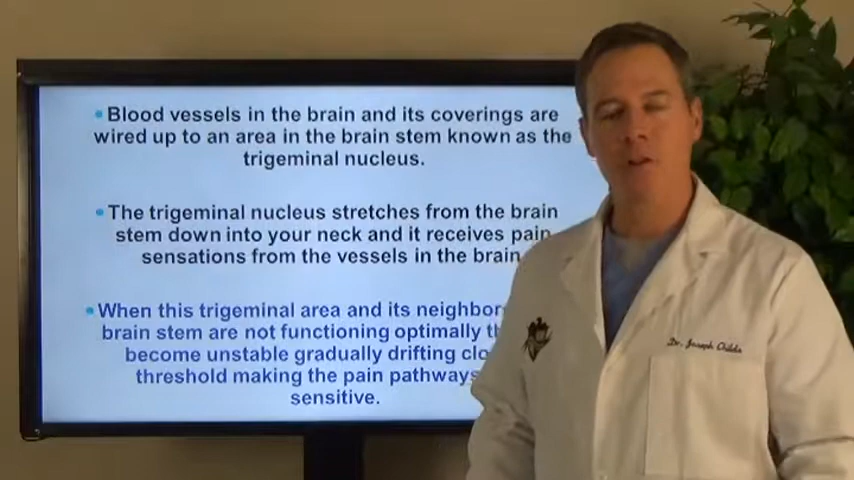 •Blood vessels in the brain and its coverings are
wired up to an area in the brain stem known as the
trigeminal nucleus.
•The trigeminal nucleus stretches from the brain
stem down into your neck and it receives pain
sensations from the vessels in the brain
•When this trigeminal area and its
brain stem are not functioning optimally
become unstable gradually drifting
threshold making the pain pathways
sensitive.
Dr. Joseph Childs